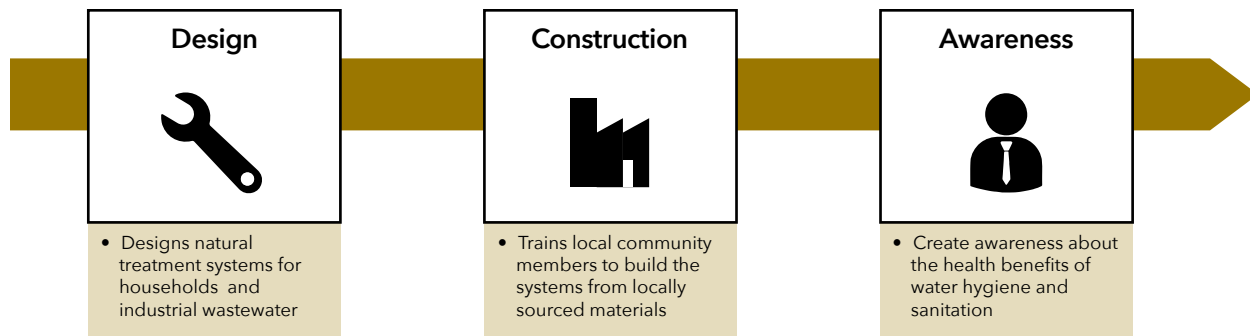 Design
• Designs natural
treatment systems for
households and
industrial wastewater
Construction
• Trains local community
members to build the
systems from locally
sourced materials
Awareness
• Create awareness about
the health benefits of
water hygiene and
sanitation